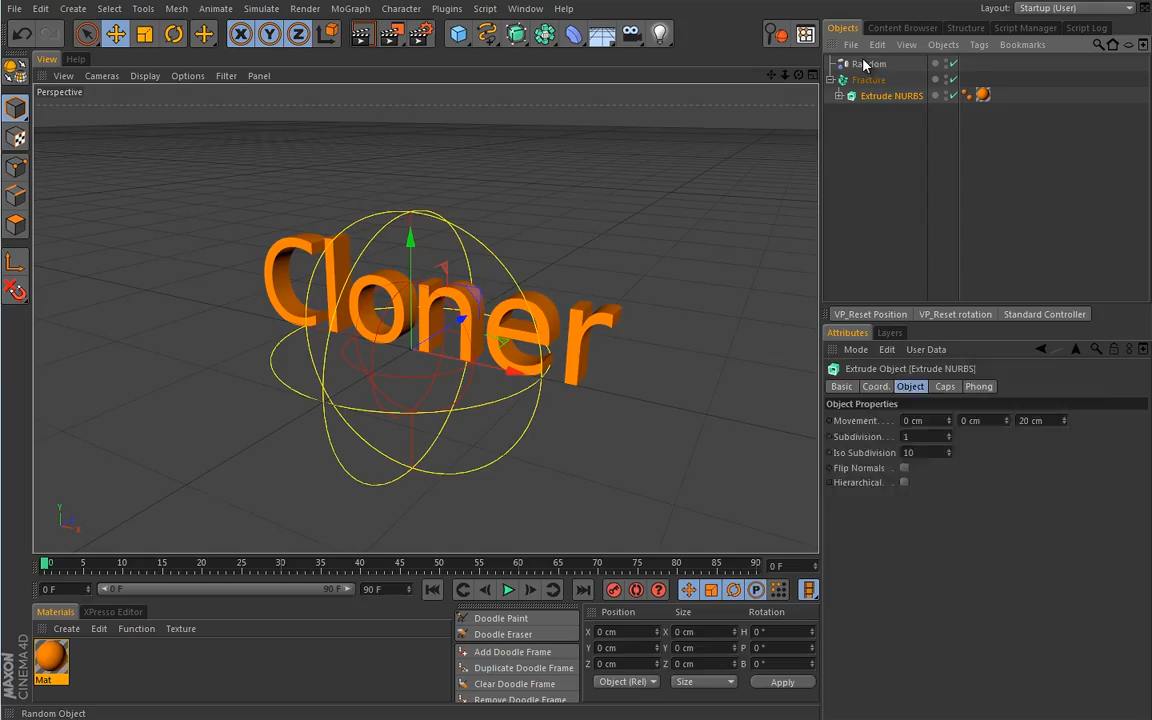 File Edit Create Select Tools Mesh Animate Simulate Render MoGraph Character Plugins Script Window Help
Layout: Startup (User)
Objects Content Browser Structure Script Manager Script Log
File Edit View Objects Tags Bookmarks
View Help
View Cameras Display Options Filter Panel
Perspective
Random
Fracture
Extrude NURBS
Cloner
Y
X
VP_Reset Position VP_Reset rotation Standard Controller
Attributes Layers
Mode Edit User Data
Extrude Object [Extrude NURBS]
Basic Coord. Object Caps Phong
Object Properties
Movement. . . . 0 cm 0 cm 20 cm
Subdivision. . 1
Iso Subdivision 10
Flip Normals
Hierarchical.
0 5 10 15 20 25 30 35 40 45 50 55 60 65 70 75 80 85 90 0 F
0 F 0 F 90 F 90 F
Materials XPresso Editor
Create Edit Function Texture
Mat
Doodle Paint
Doodle Eraser
Add Doodle Frame
Duplicate Doodle Frame
Clear Doodle Frame
Remove Doodle Frame
Position Size Rotation
X 0 cm X 0 cm H 0 °
Y 0 cm Y 0 cm P 0 °
Z 0 cm Z 0 cm B 0 °
Object (Rel) Size Apply
MAXON CINEMA 4D
Random Object